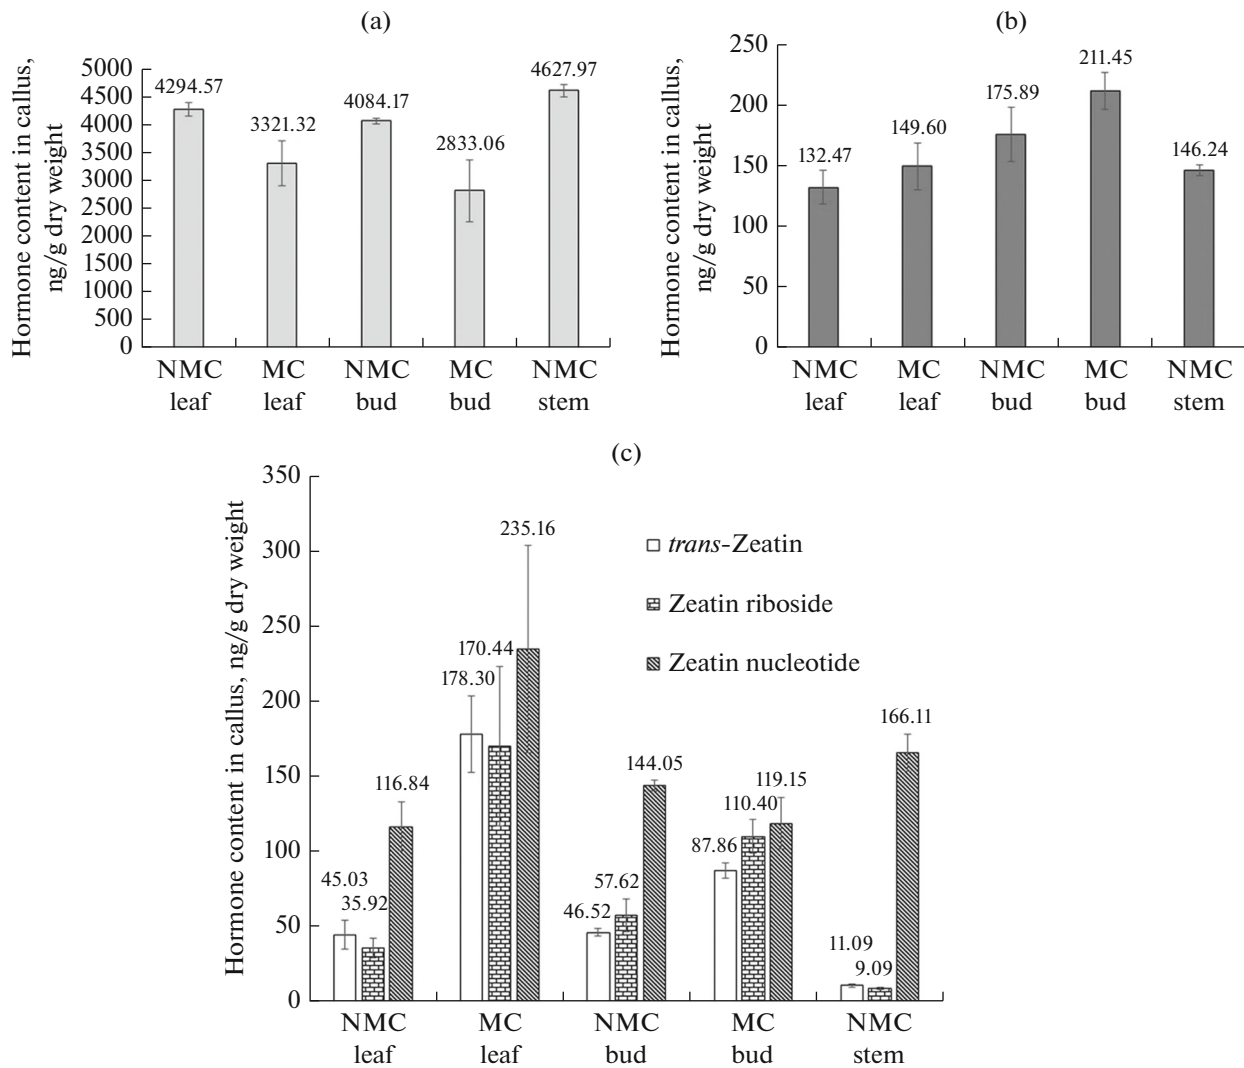 (a)
Hormone content in callus,
ng/g dry weight
5000
4500
4000
3500
3000
2500
2000
1500
1000
500
0
4294.57
3321.32
4084.17
2833.06
4627.97
NMC MC NMC MC NMC
leaf leaf bud bud stem
(b)
Hormone content in callus,
ng/g dry weight
250
200
150
100
50
0
132.47
149.60
175.89
211.45
146.24
NMC MC NMC MC NMC
leaf leaf bud bud stem
(c)
Hormone content in callus, ng/g dry weight
350
300
250
200
150
100
50
0
45.03
35.92
116.84
178.30
170.44
235.16
46.52
57.62
144.05
87.86
110.40
119.15
11.09
9.09
166.11
trans-Zeatin
Zeatin riboside
Zeatin nucleotide
NMC MC NMC MC NMC
leaf leaf bud bud stem